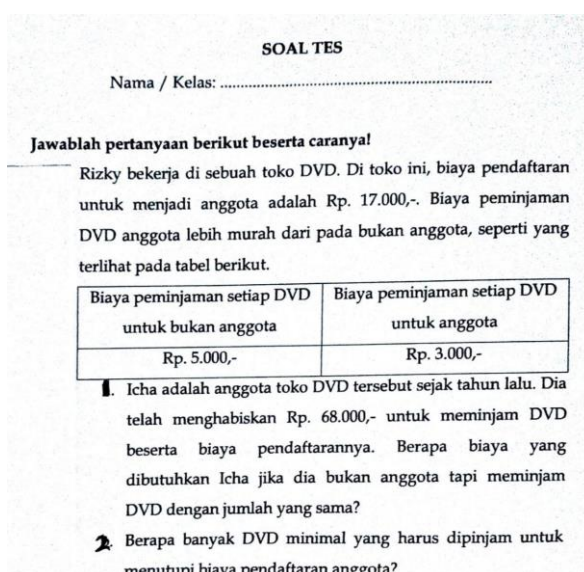 SOAL TES
Nama / Kelas: ..................................................................
Jawablah pertanyaan berikut beserta caranya!
Rizky bekerja di sebuah toko DVD. Di toko ini, biaya pendaftaran
untuk menjadi anggota adalah Rp. 17.000,-. Biaya peminjaman
DVD anggota lebih murah dari pada bukan anggota, seperti yang
terlihat pada tabel berikut.
Biaya peminjaman setiap DVD
untuk bukan anggota
Biaya peminjaman setiap DVD
untuk anggota
Rp. 5.000,-
Rp. 3.000,-
1. Icha adalah anggota toko DVD tersebut sejak tahun lalu. Dia
telah menghabiskan Rp. 68.000,- untuk meminjam DVD
beserta biaya pendaftarannya. Berapa biaya yang
dibutuhkan Icha jika dia bukan anggota tapi meminjam
DVD dengan jumlah yang sama?
2. Berapa banyak DVD minimal yang harus dipinjam untuk
menutupi biaya pendaftaran anggota?